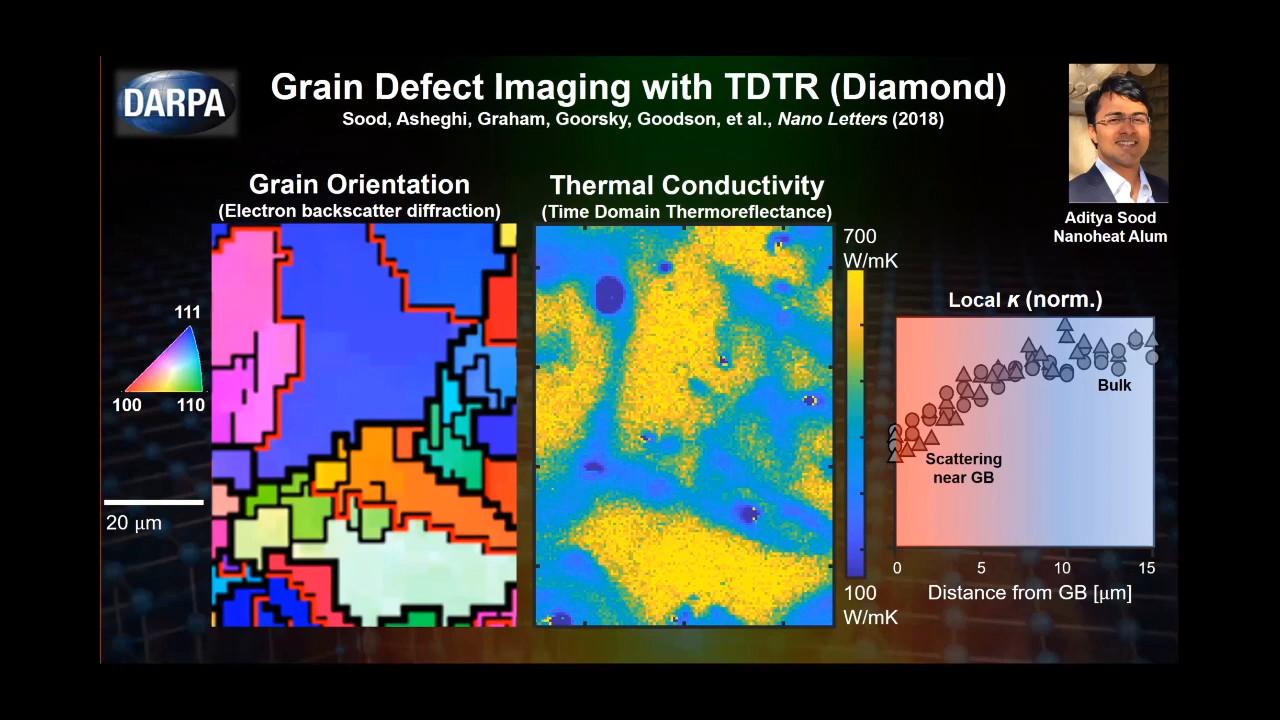 DARPA
Grain Defect Imaging with TDTR (Diamond)
Sood, Asheghi, Graham, Goorsky, Goodson, et al., Nano Letters (2018)
Aditya Sood
Nanoheat Alum
Grain Orientation
(Electron backscatter diffraction)
111
100 110
20 μm
Thermal Conductivity
(Time Domain Thermoreflectance)
700
W/mK
100
W/mK
Local κ (norm.)
Bulk
Scattering
near GB
0 5 10 15
Distance from GB [μm]